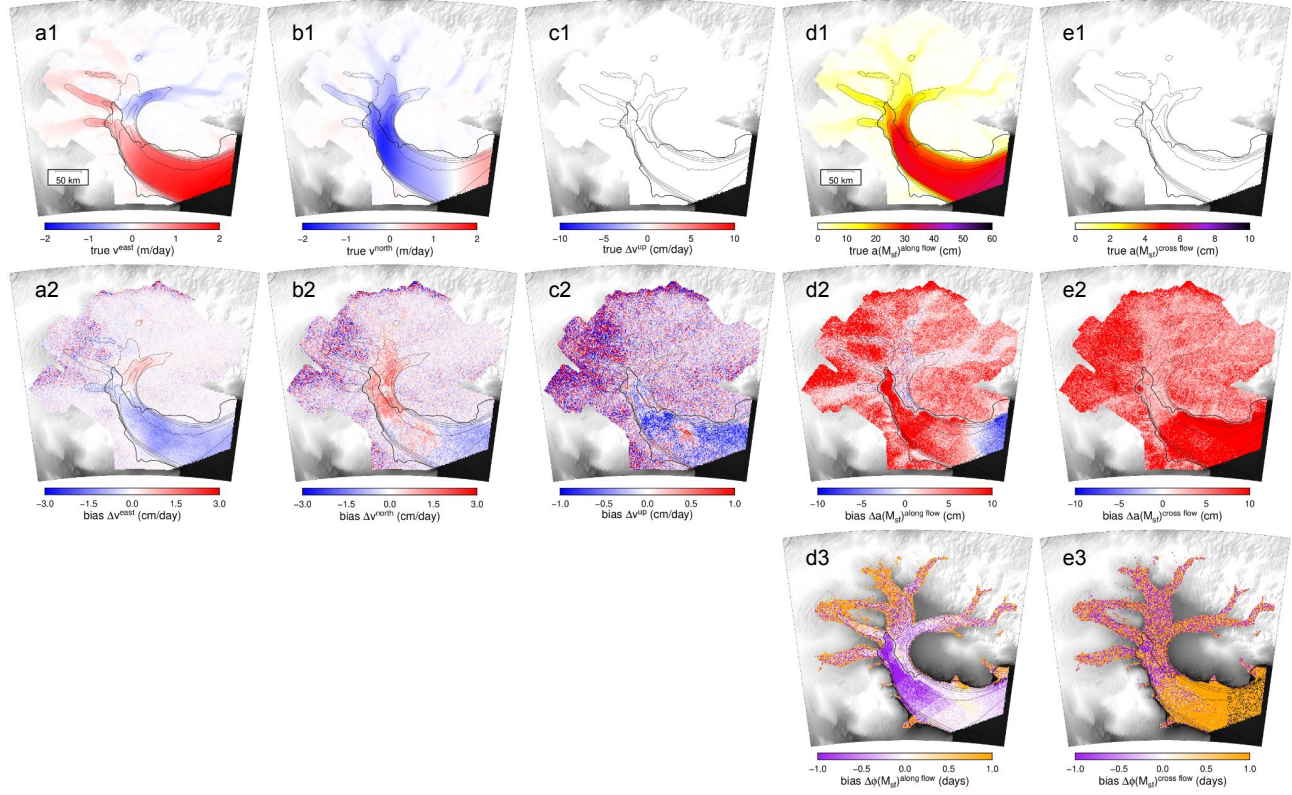 a1 b1 c1 d1 e1
50 km 50 km
−2 −1 0 1 2 −2 −1 0 1 2 −10 −5 0 5 10 0 10 20 30 40 50 60 0 2 4 6 8 10
true v^east (m/day) true v^north (m/day) true Δv^up (cm/day) true a(M_sf)^along flow (cm) true a(M_sf)^cross flow (cm)
a2 b2 c2 d2 e2
−3.0 −1.5 0.0 1.5 3.0 −3.0 −1.5 0.0 1.5 3.0 −1.0 −0.5 0.0 0.5 1.0 −10 −5 0 5 10 −10 −5 0 5 10
bias Δv^east (cm/day) bias Δv^north (cm/day) bias Δv^up (cm/day) bias Δa(M_sf)^along flow (cm) bias Δa(M_sf)^cross flow (cm)
d3 e3
−1.0 −0.5 0.0 0.5 1.0 −1.0 −0.5 0.0 0.5 1.0
bias Δϕ(M_sf)^along flow (days) bias Δϕ(M_sf)^cross flow (days)